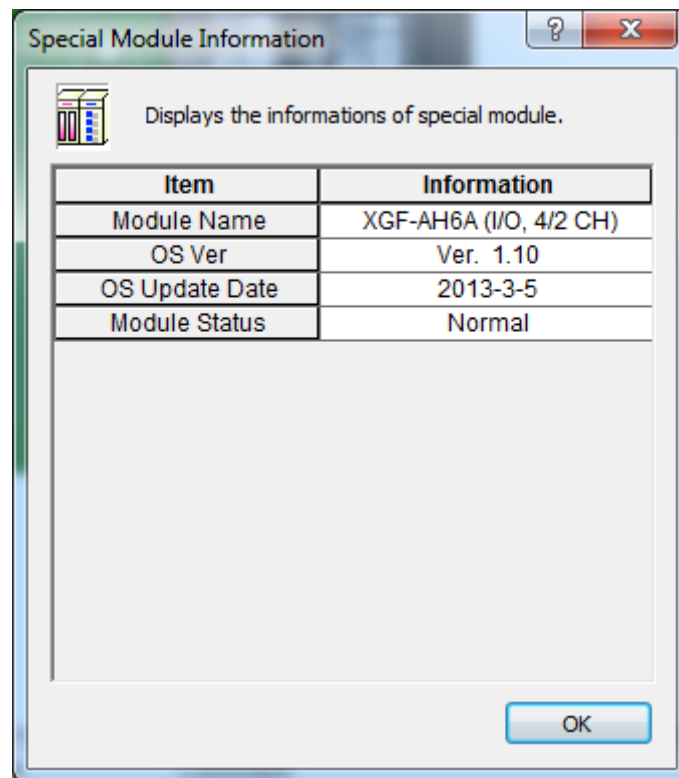 Special Module Information
Displays the informations of special module.
Item Information
Module Name XGF-AH6A (I/O, 4/2 CH)
OS Ver Ver. 1.10
OS Update Date 2013-3-5
Module Status Normal
OK